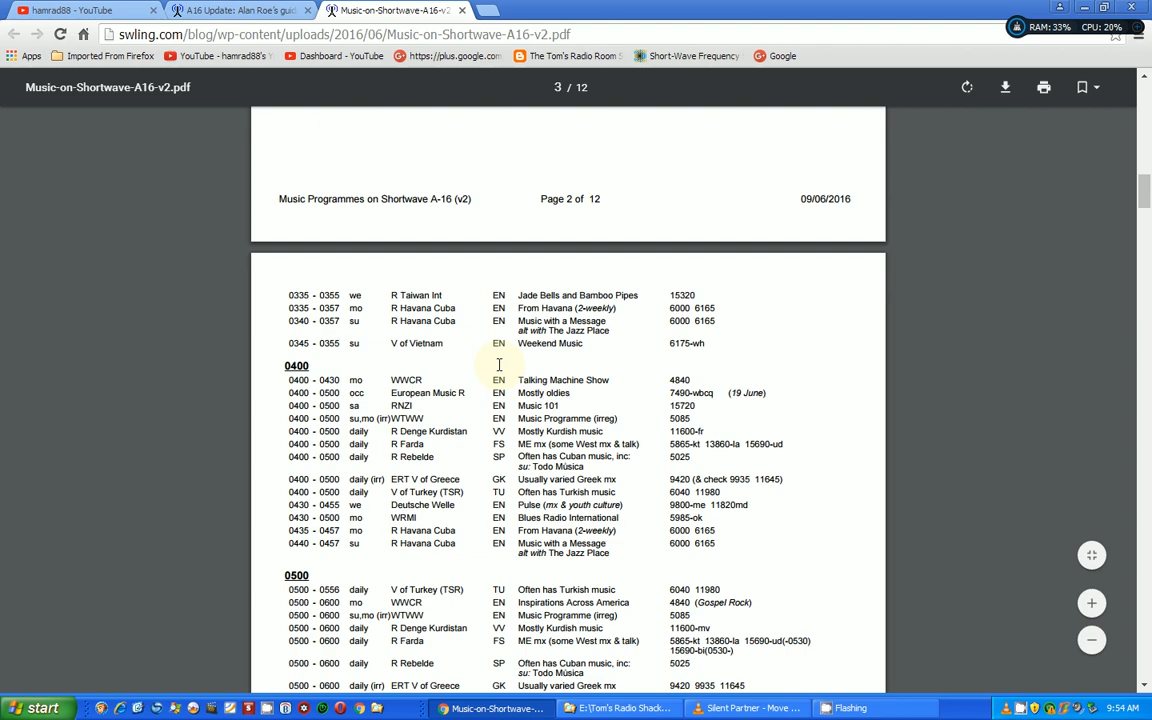 hamrad88 - YouTube
A16 Update: Alan Roe's guid
Music-on-Shortwave-A16-v2
swling.com/blog/wp-content/uploads/2016/06/Music-on-Shortwave-A16-v2.pdf
RAM: 33% CPU: 20%
Apps
Imported From Firefox
YouTube - hamrad88's
Dashboard - YouTube
https://plus.google.com
The Tom's Radio Room
Short-Wave Frequency
Google
Music-on-Shortwave-A16-v2.pdf
3 / 12
Music Programmes on Shortwave A-16 (v2) Page 2 of 12 09/06/2016
0335 - 0355 we R Taiwan Int EN Jade Bells and Bamboo Pipes 15320
0335 - 0357 mo R Havana Cuba EN From Havana (2-weekly) 6000 6165
0340 - 0357 su R Havana Cuba EN Music with a Message 6000 6165
alt with The Jazz Place
0345 - 0355 su V of Vietnam EN Weekend Music 6175-wh
0400
0400 - 0430 mo WWCR EN Talking Machine Show 4840
0400 - 0500 occ European Music R EN Mostly oldies 7490-wbcq (19 June)
0400 - 0500 sa RNZI EN Music 101 15720
0400 - 0500 su,mo (irr) WTWW EN Music Programme (irreg) 5085
0400 - 0500 daily R Denge Kurdistan VV Mostly Kurdish music 11600-fr
0400 - 0500 daily R Farda FS ME mx (some West mx & talk) 5865-kt 13860-la 15690-ud
0400 - 0500 daily R Rebelde SP Often has Cuban music, inc: 5025
su: Todo Música
0400 - 0500 daily (irr) ERT V of Greece GK Usually varied Greek mx 9420 (& check 9935 11645)
0400 - 0500 daily V of Turkey (TSR) TU Often has Turkish music 6040 11980
0430 - 0455 we Deutsche Welle EN Pulse (mx & youth culture) 9800-me 11820md
0430 - 0500 mo WRMI EN Blues Radio International 5985-ok
0435 - 0457 mo R Havana Cuba EN From Havana (2-weekly) 6000 6165
0440 - 0457 su R Havana Cuba EN Music with a Message 6000 6165
alt with The Jazz Place
0500
0500 - 0556 daily V of Turkey (TSR) TU Often has Turkish music 6040 11980
0500 - 0600 mo WWCR EN Inspirations Across America 4840 (Gospel Rock)
0500 - 0600 su,mo (irr) WTWW EN Music Programme (irreg) 5085
0500 - 0600 daily R Denge Kurdistan VV Mostly Kurdish music 11600-mv
0500 - 0600 daily R Farda FS ME mx (some West mx & talk) 5865-kt 13860-la 15690-ud(-0530)
15690-bi(0530-)
0500 - 0600 daily R Rebelde SP Often has Cuban music, inc: 5025
su: Todo Música
0500 - 0600 daily (irr) ERT V of Greece GK Usually varied Greek mx 9420 9935 11645
start
Music-on-Shortwave-...
E:\Tom's Radio Shack...
Silent Partner - Move ...
Flashing
9:54 AM